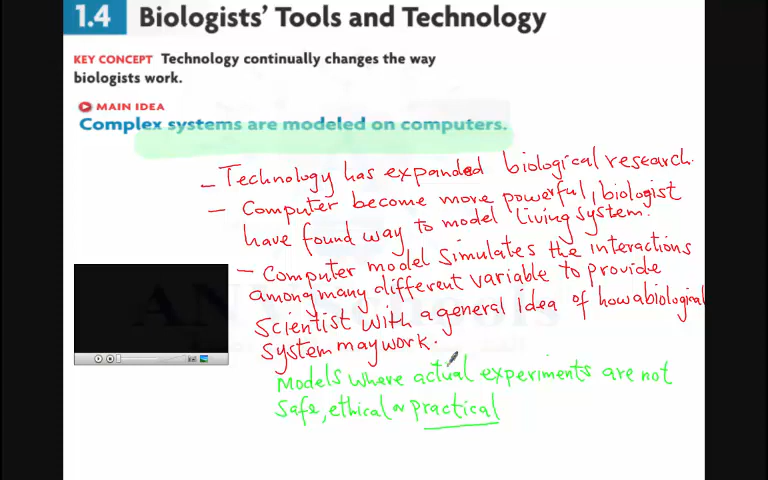 1.4 Biologists' Tools and Technology
KEY CONCEPT Technology continually changes the way
biologists work.
MAIN IDEA
Complex systems are modeled on computers.
- Technology has expanded biological research.
- Computer become more powerful, biologist
have found way to model living system.
- Computer model simulates the interactions
among many different variable to provide
Scientist with a general idea of how a biological
system may work.
Models where actual experiments are not
safe, ethical or practical